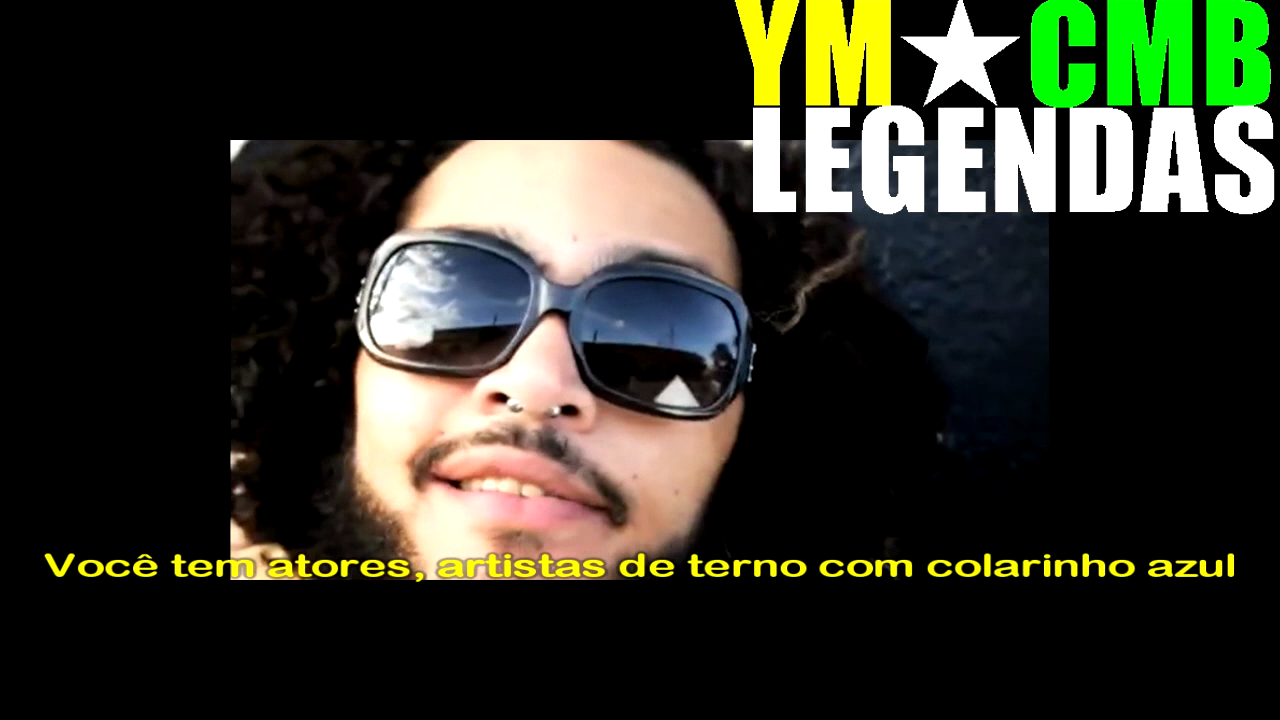 YM★CMB
LEGENDAS
Você tem atores, artistas de terno com colarinho azul